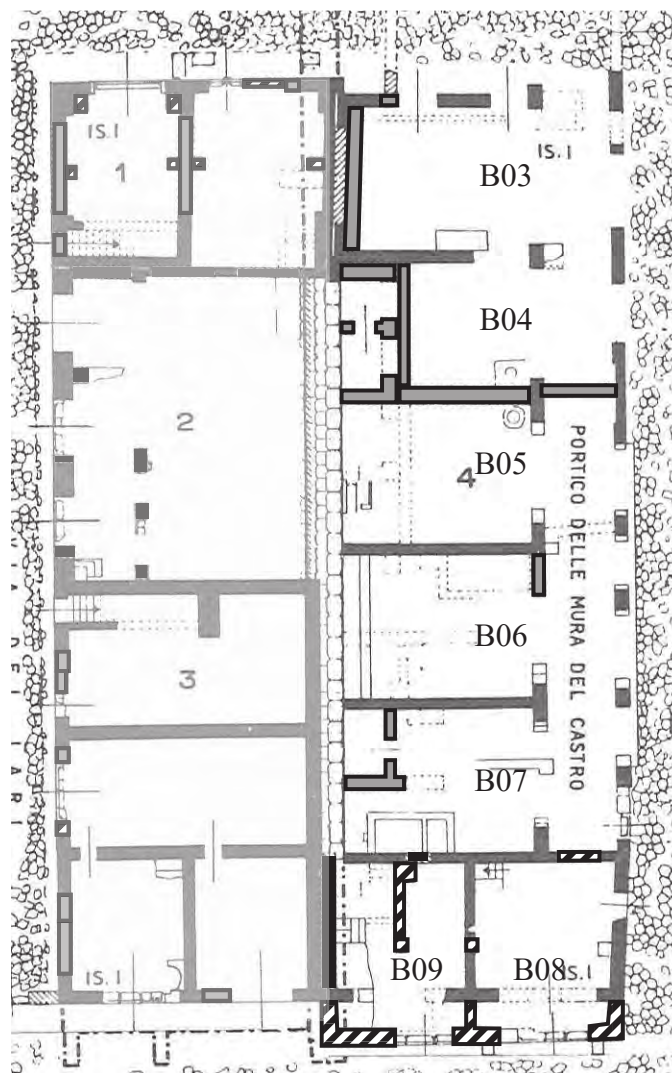 IS. I
1
B03
IS. I
B04
2
B05
4
PORTICO DELLE MURA DEL CASTRO
B06
3
B07
B09
B08
IS. I
IS. I